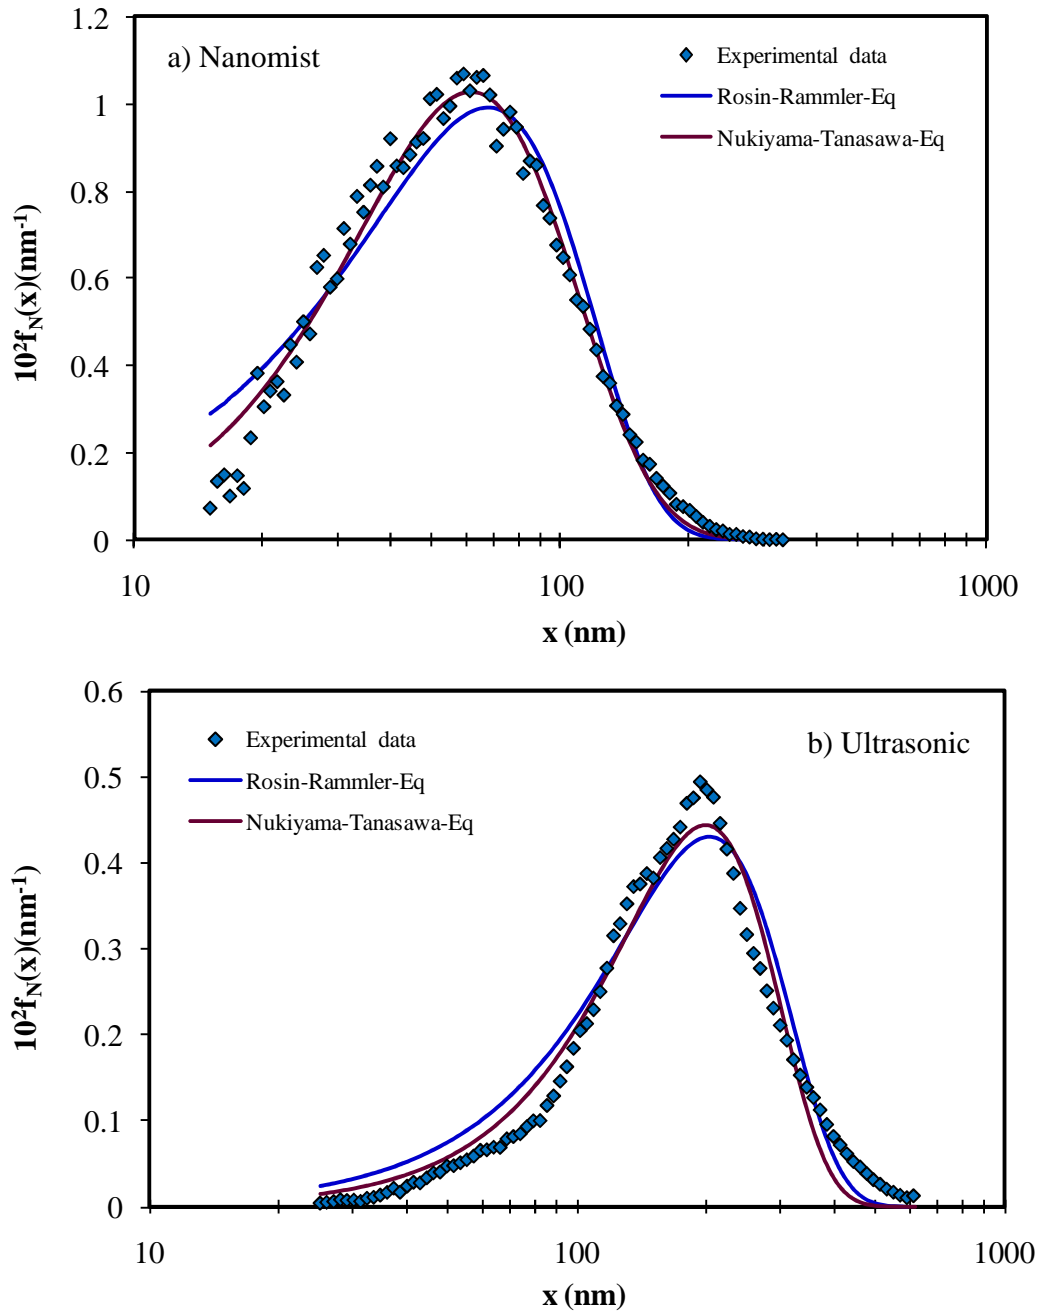 1.2
a) Nanomist
Experimental data
Rosin-Rammler-Eq
Nukiyama-Tanasawa-Eq
1
0.8
0.6
0.4
0.2
0
10²f_N(x)(nm⁻¹)
10
100
1000
x (nm)
0.6
Experimental data
b) Ultrasonic
Rosin-Rammler-Eq
Nukiyama-Tanasawa-Eq
0.5
0.4
0.3
0.2
0.1
0
10²f_N(x)(nm⁻¹)
10
100
1000
x (nm)